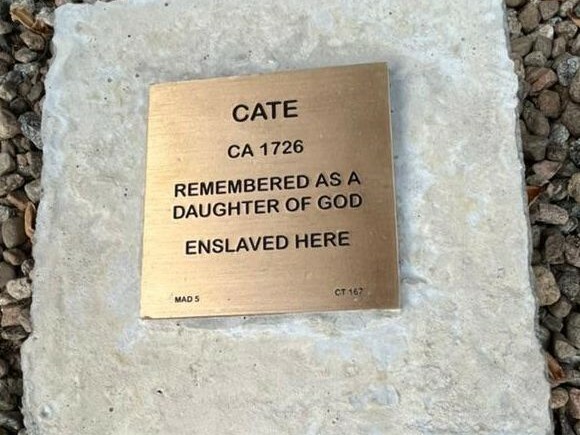 CATE
CA 1726
REMEMBERED AS A
DAUGHTER OF GOD
ENSLAVED HERE
MAD 5 CT 167